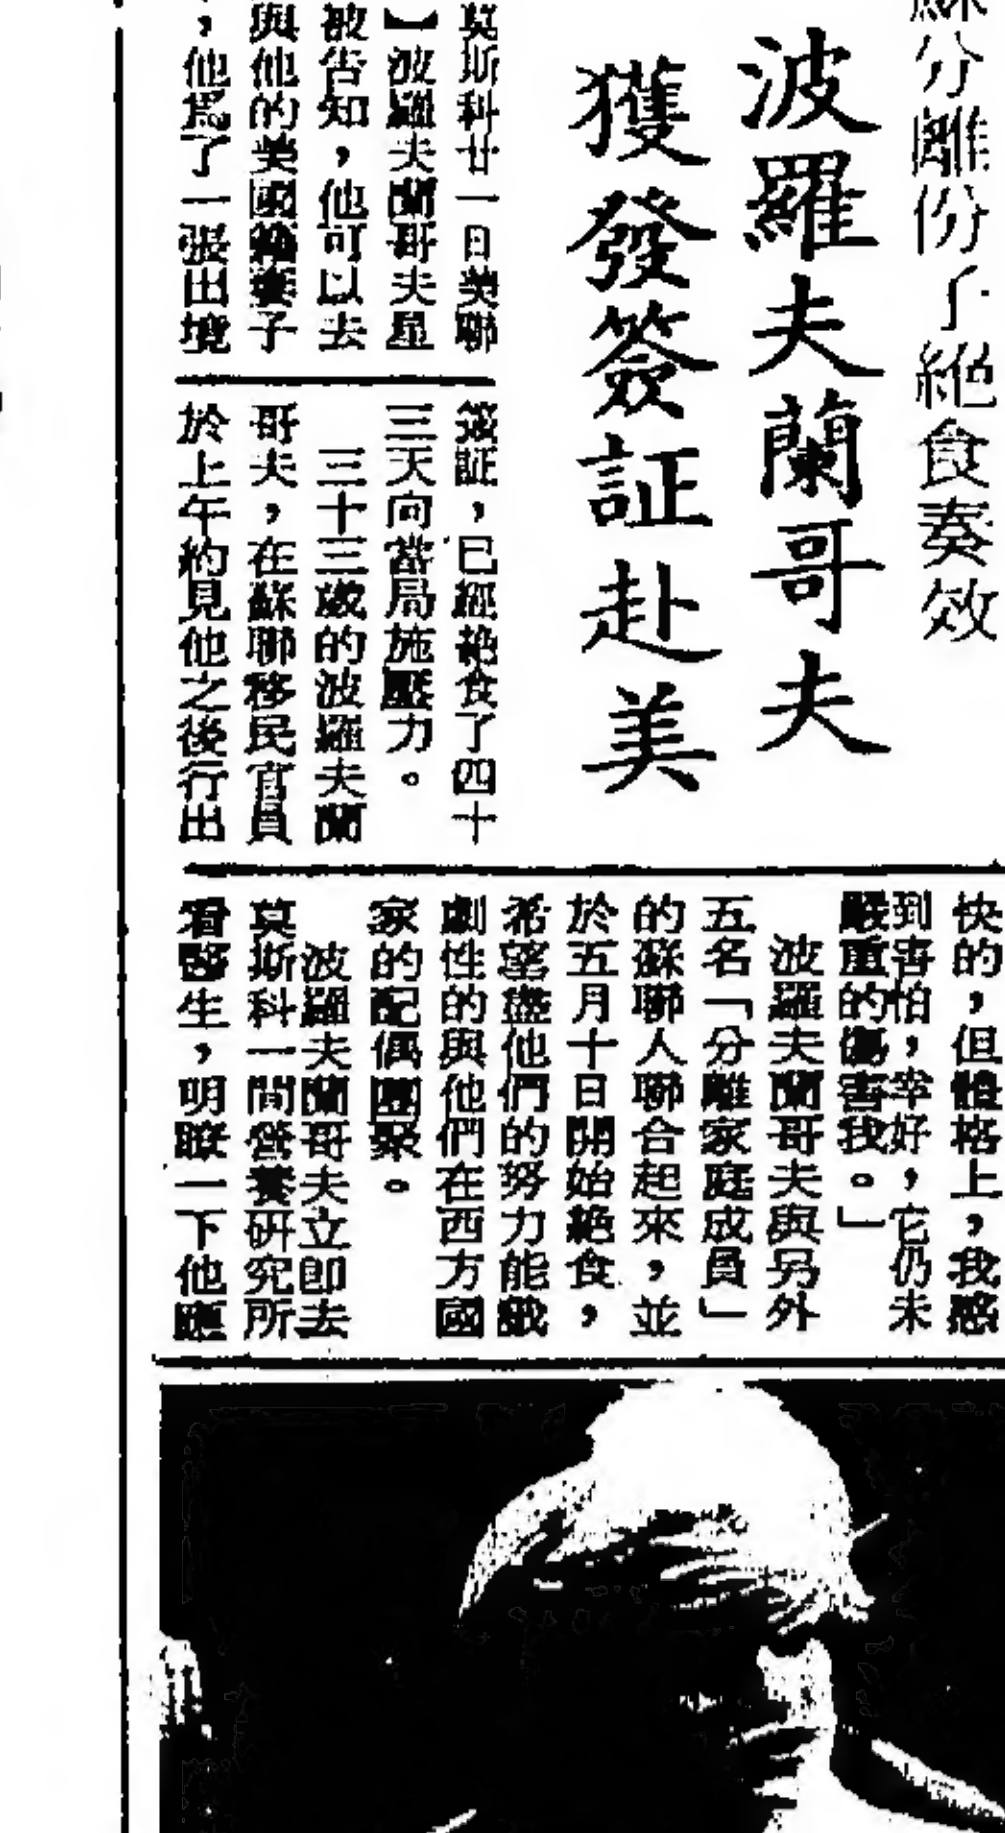 蘇分離份子絕食奏效
波羅夫蘭哥夫
獲發簽証赴美
莫斯科廿一日美聯
】波羅夫蘭哥夫星
被告知，他可以去
與他的美國籍妻子
，他爲了一張出境
簽証，已經絶食了四十
三天向當局施壓力。
三十三歲的波羅夫蘭
哥夫，在蘇聯移民官員
於上午約見他之後行出
快的，但體格上，我感
到害怕，幸好，它仍未
嚴重的傷害我。」
波羅夫蘭哥夫與另外
五名「分離家庭成員」
的蘇聯人聯合起來，並
於五月十日開始絶食，
希望盡他們的努力能戲
劇性的與他們在西方國
家的配偶團聚。
波羅夫蘭哥夫立即去
莫斯科一間營養研究所
看醫生，明瞭一下他應